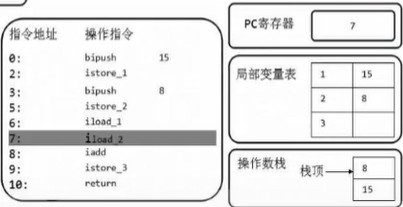 指令地址 操作指令
0: bipush 15
2: istore_1
3: bipush 8
5: istore_2
6: iload_1
7: iload_2
8: iadd
9: istore_3
10: return
PC寄存器 7
局部变量表
1 15
2 8
3
操作数栈 栈顶 8
15